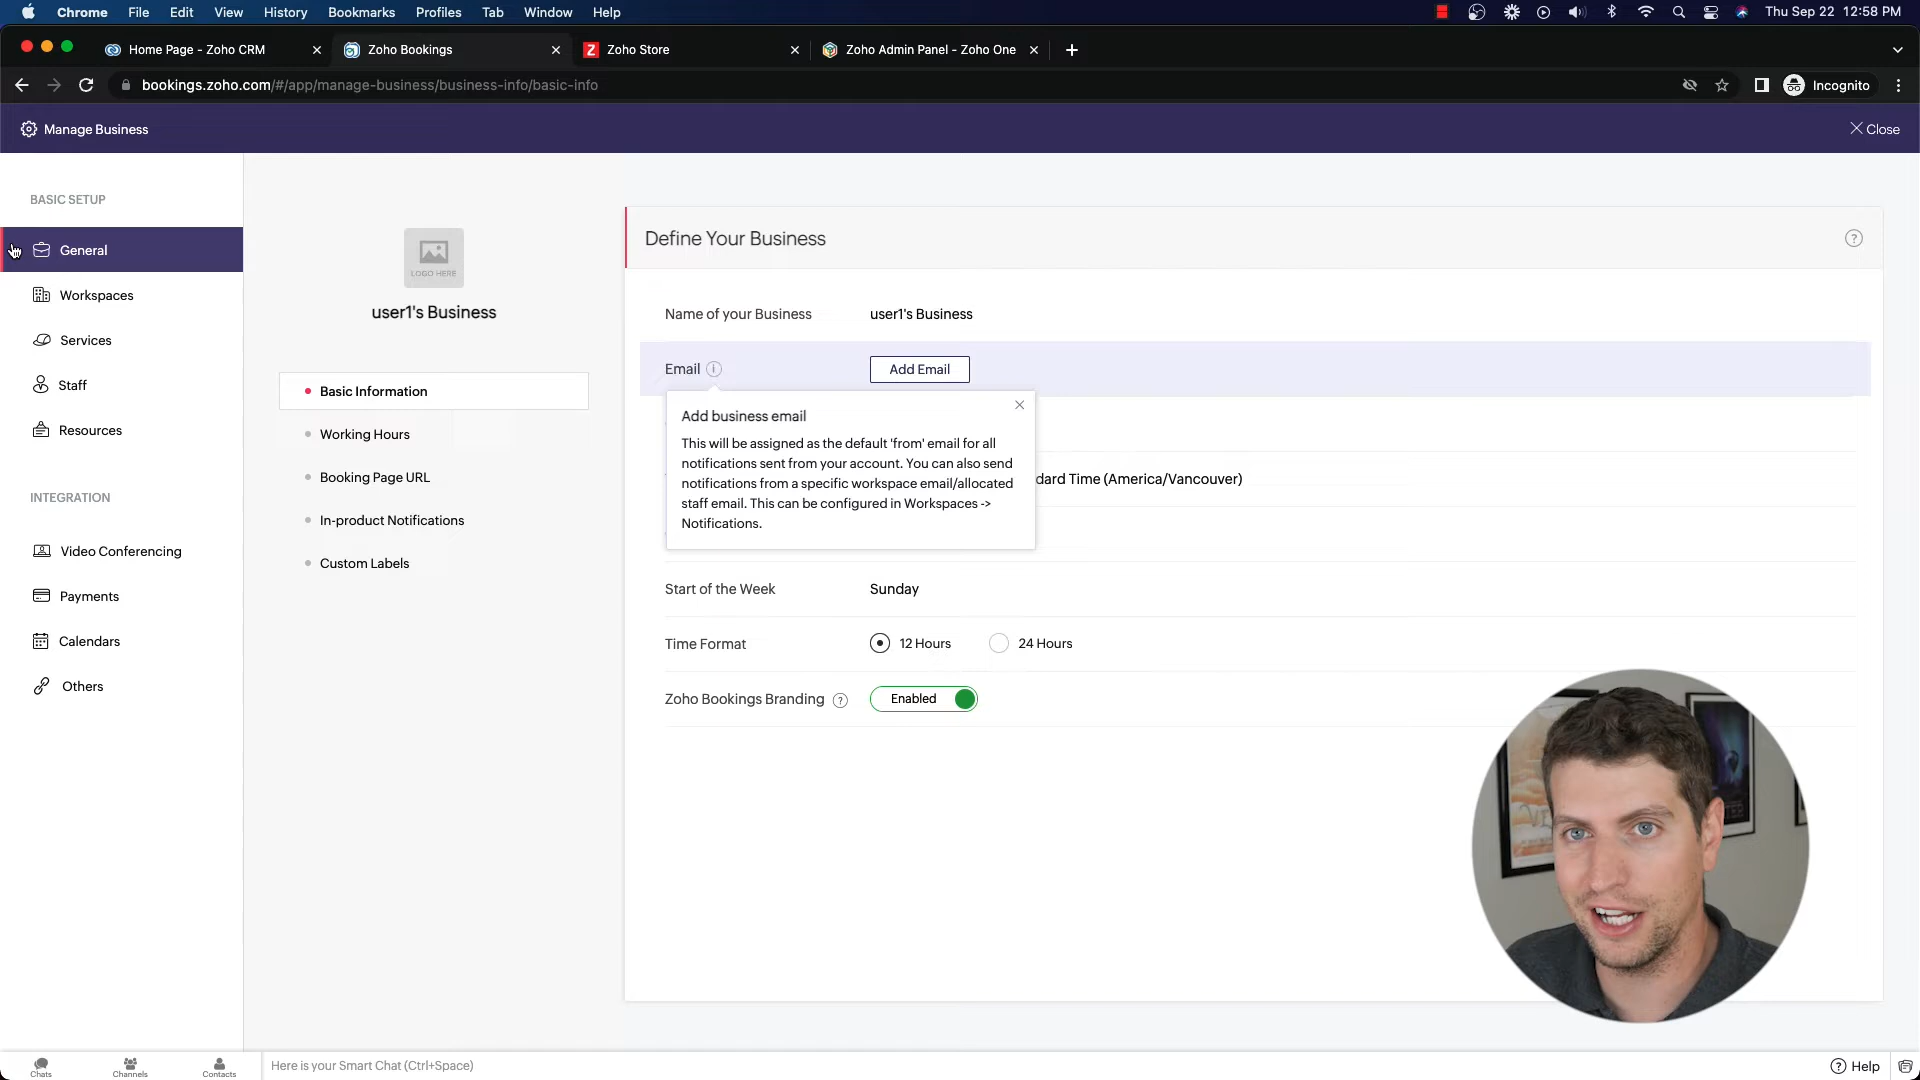 Chrome File Edit View History Bookmarks Profiles Tab Window Help Thu Sep 22 12:58 PM
Home Page - Zoho CRM Zoho Bookings Zoho Store Zoho Admin Panel - Zoho One
bookings.zoho.com/#/app/manage-business/business-info/basic-info Incognito
Manage Business Close
BASIC SETUP
General
Workspaces
Services
Staff
Resources
INTEGRATION
Video Conferencing
Payments
Calendars
Others
LOGO HERE
user1's Business
Basic Information
Working Hours
Booking Page URL
In-product Notifications
Custom Labels
Define Your Business
Name of your Business user1's Business
Email Add Email
Add business email
This will be assigned as the default 'from' email for all
notifications sent from your account. You can also send
notifications from a specific workspace email/allocated
staff email. This can be configured in Workspaces ->
Notifications.
dard Time (America/Vancouver)
Start of the Week Sunday
Time Format 12 Hours 24 Hours
Zoho Bookings Branding Enabled
Chats Channels Contacts Here is your Smart Chat (Ctrl+Space) Help